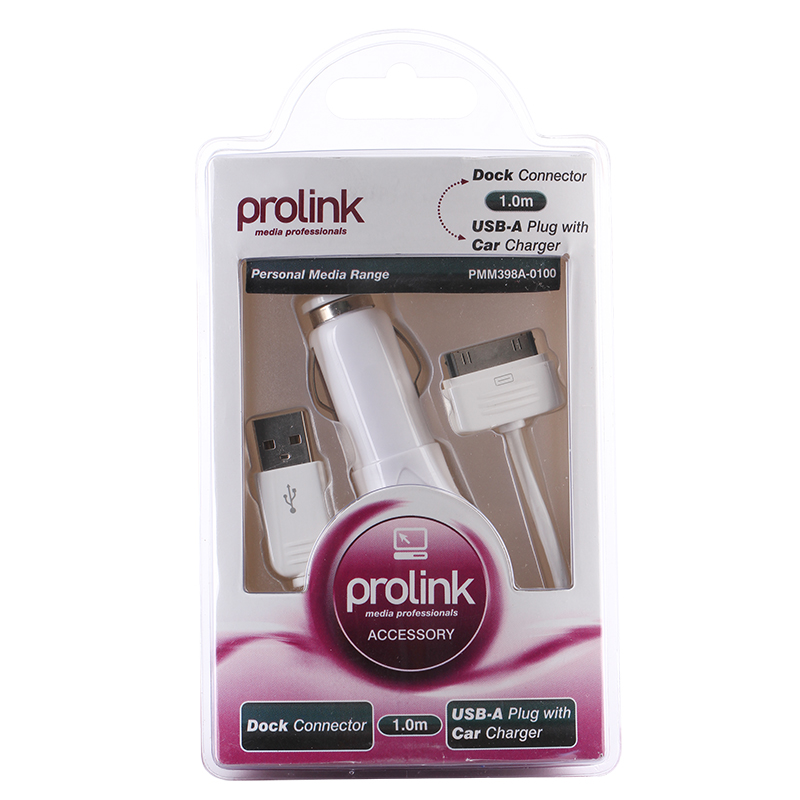 prolink
media professionals
Dock Connector
1.0m
USB-A Plug with
Car Charger
Personal Media Range PMM398A-0100
prolink
media professionals
ACCESSORY
Dock Connector
1.0m
USB-A Plug with
Car Charger